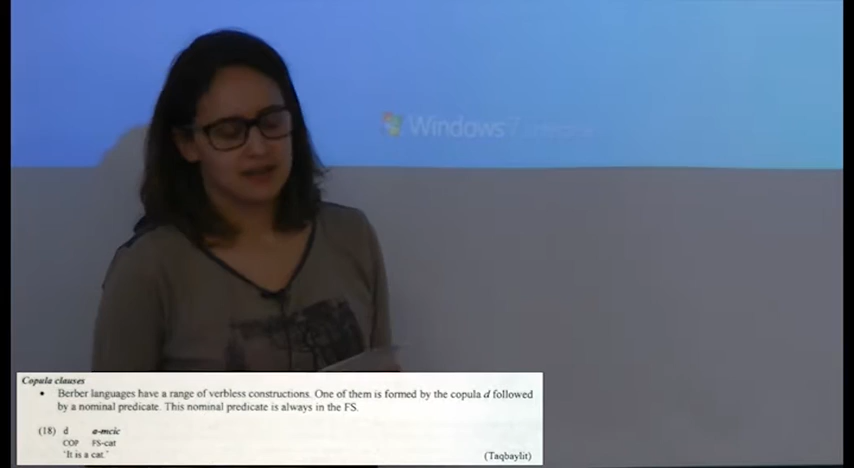 Windows 7
Copula clauses
• Berber languages have a range of verbless constructions. One of them is formed by the copula d followed
by a nominal predicate. This nominal predicate is always in the FS.
(18) d a-mcic
COP FS-cat
'It is a cat.' (Taqbaylit)